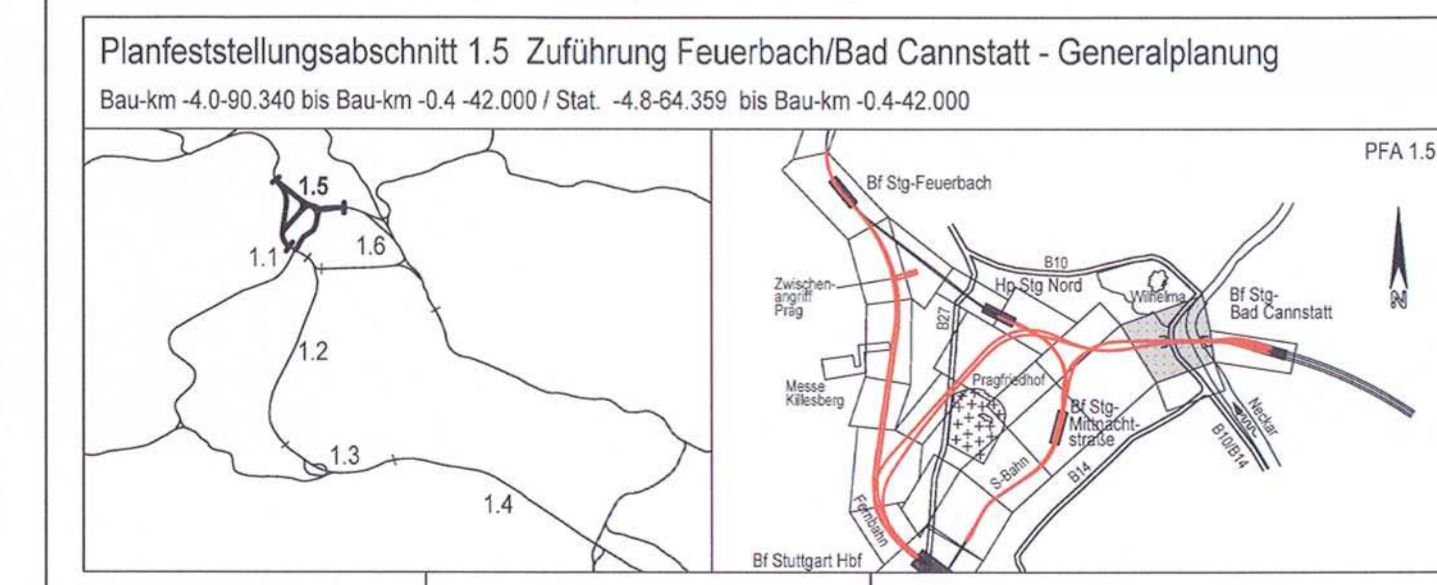 Planfeststellungsabschnitt 1.5 Zuführung Feuerbach/Bad Cannstatt - Generalplanung
Bau-km -4.0-90.340 bis Bau-km -0.4 -42.000 / Stat. -4.8-64.359 bis Bau-km -0.4-42.000
1.5
1.1
1.6
1.2
1.3
1.4
PFA 1.5
Bf Stg-Feuerbach
Zwischen-
angriff
Prag
B10
Hp Stg Nord
Wilhelma
Bf Stg-
Bad Cannstatt
N
B27
Messe
Killesberg
Pragfriedhof
Bf Stg-
Mittnacht-
straße
Neckar
B10/B14
S-Bahn
B14
Fernbahn
Bf Stuttgart Hbf